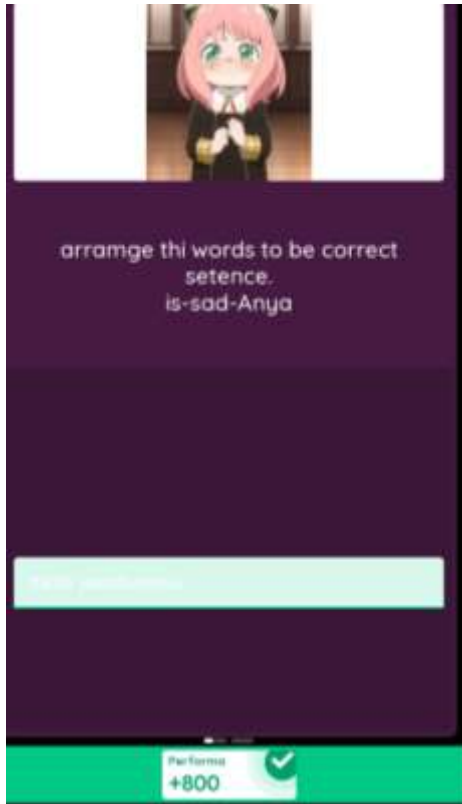 arramge thi words to be correct
setence.
is-sad-Anya
Performa
+800